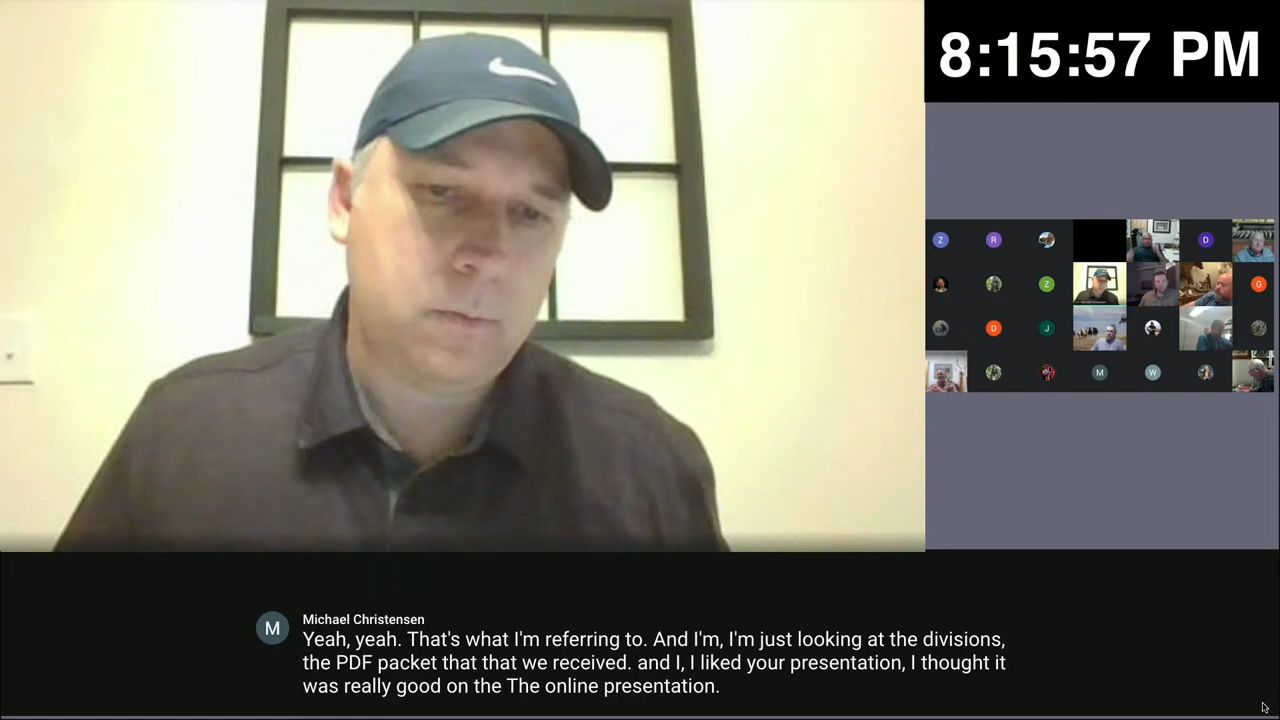 8:15:57 PM
Z
R
D
Z
G
D
J
M
W
M
Michael Christensen
Yeah, yeah. That's what I'm referring to. And I'm, I'm just looking at the divisions,
the PDF packet that that we received. and I, I liked your presentation, I thought it
was really good on the The online presentation.